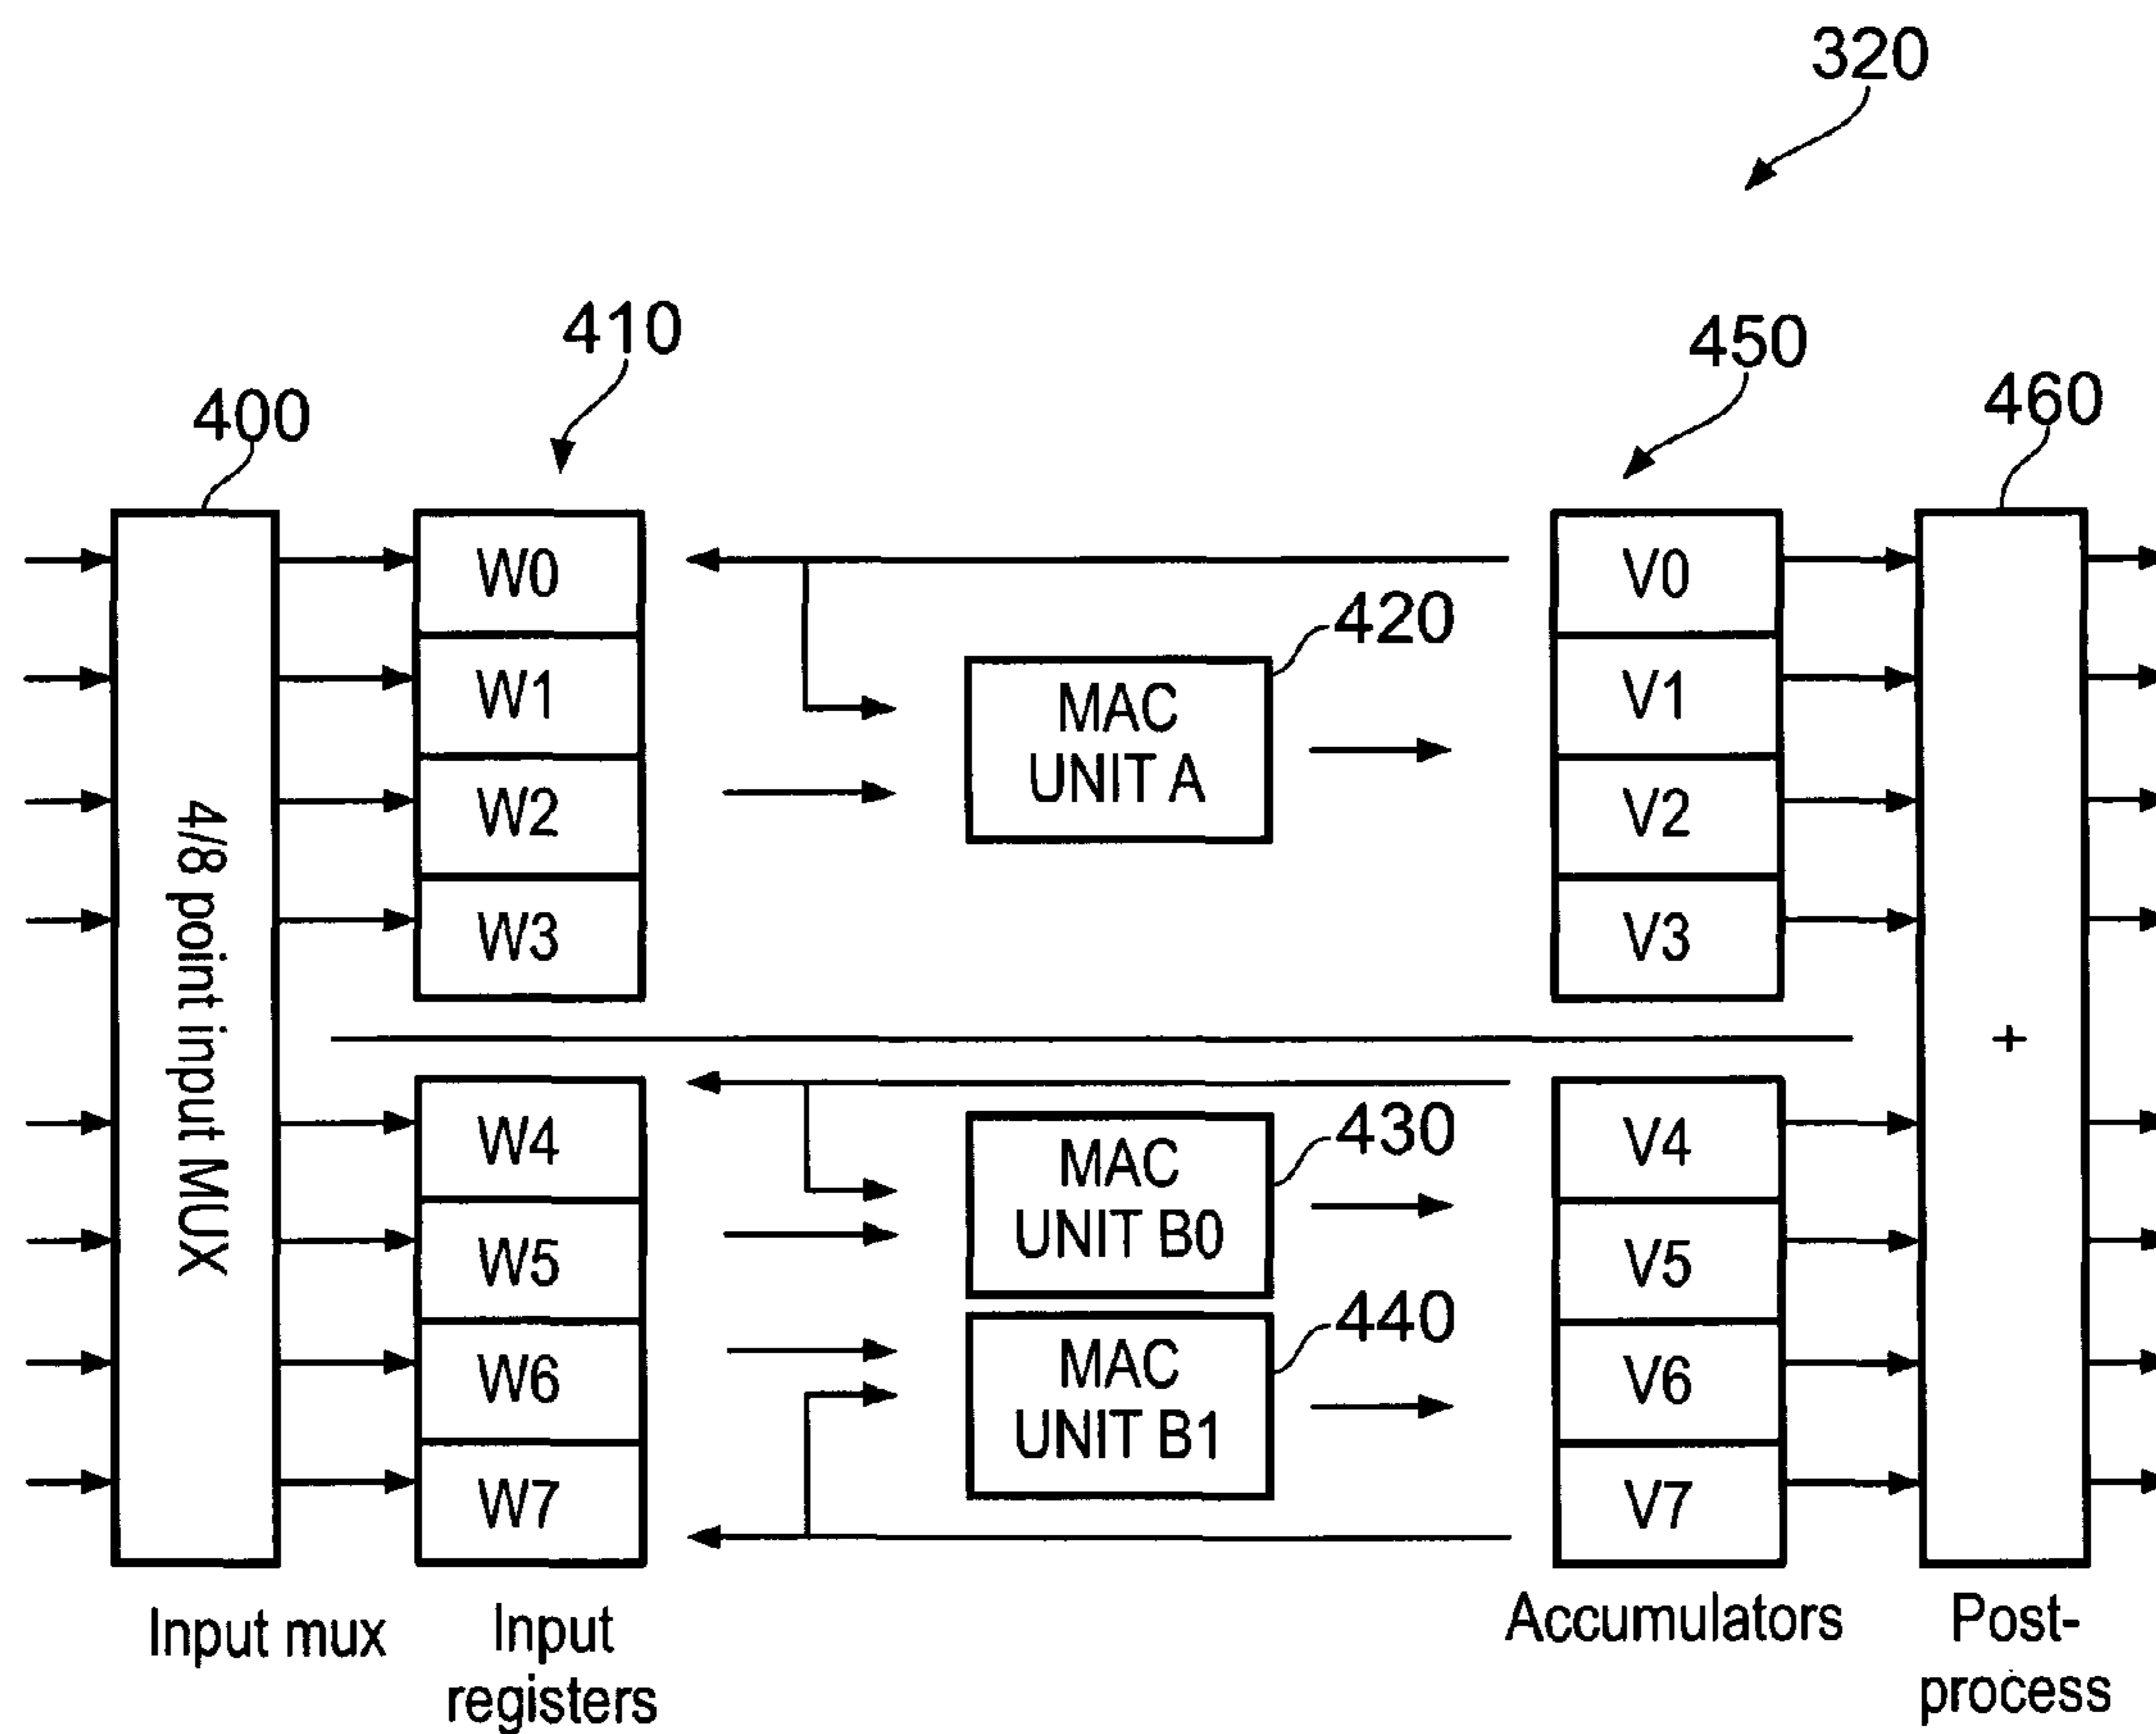 320
410
450
400
460
W0
V0
420
W1
MAC
UNIT A
V1
W2
V2
W3
V3
4/8 point input MUX
+
W4
430
MAC
UNIT B0
V4
W5
V5
440
W6
MAC
UNIT B1
V6
W7
V7
Input mux
Input
registers
Accumulators
Post-
process